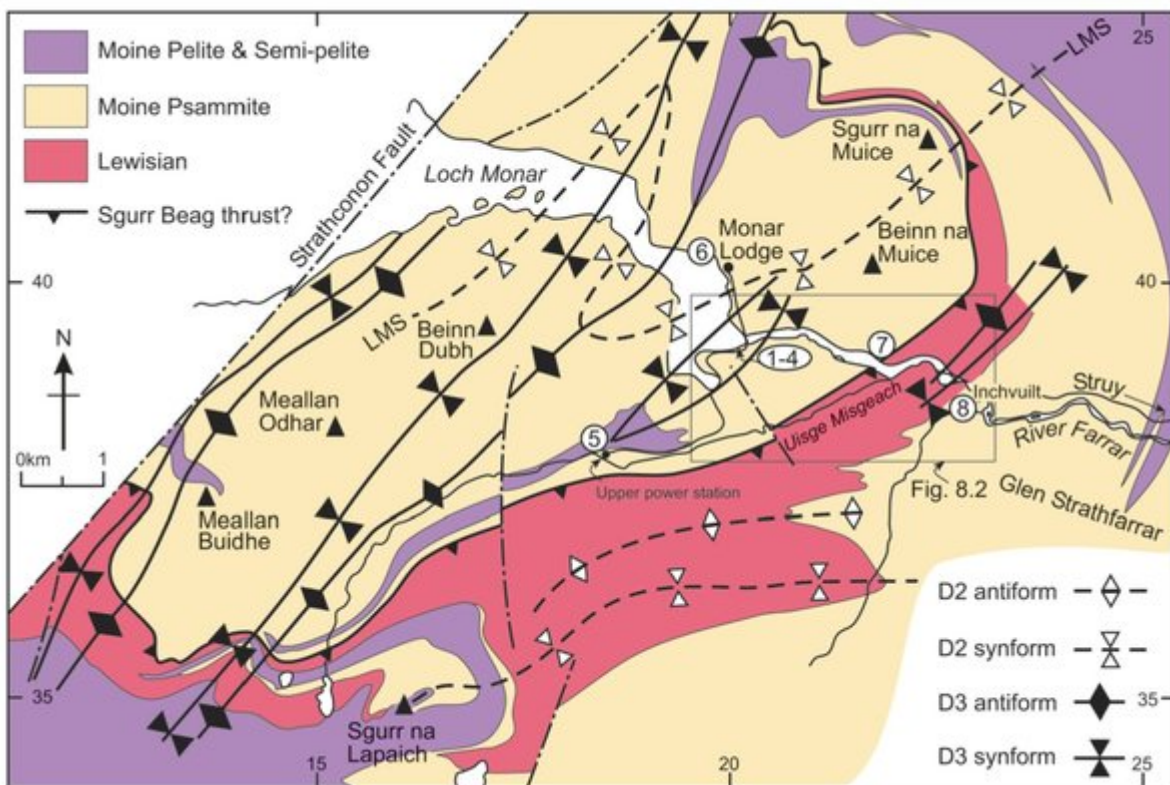 Moine Pelite & Semi-pelite
Moine Psammite
Lewisian
Sgurr Beag thrust?
Strathconon Fault
Loch Monar
LMS
25
Sgurr na
Muice
Beinn na
Muice
6
Monar
Lodge
40
40
N
0km
1
LMS
Beinn
Dubh
Meallan
Odhar
Meallan
Buidhe
1-4
7
Uisge Misgeach
Inchvuilt
8
Struy
River Farrar
Glen Strathfarrar
Fig. 8.2
5
Upper power station
35
Sgurr na
Lapaich
15
20
D2 antiform
D2 synform
D3 antiform
35
D3 synform
25